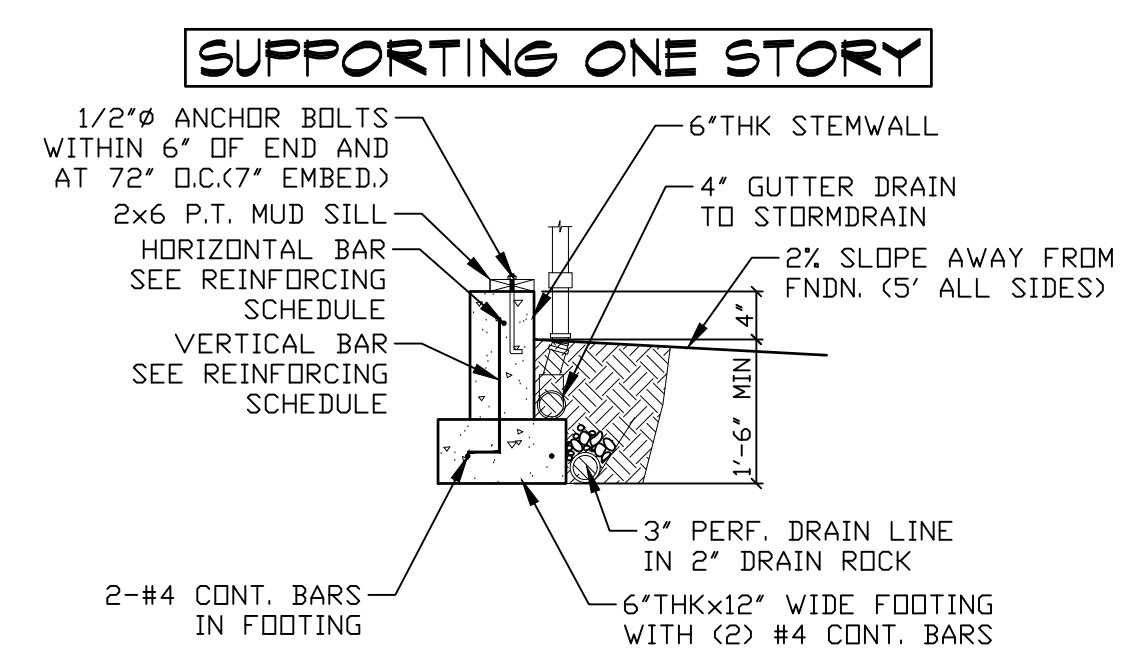 SUPPORTING ONE STORY
1/2"Ø ANCHOR BOLTS
WITHIN 6" OF END AND
AT 72" O.C.(7" EMBED.)
2x6 P.T. MUD SILL
HORIZONTAL BAR
SEE REINFORCING
SCHEDULE
VERTICAL BAR
SEE REINFORCING
SCHEDULE
2-#4 CONT. BARS
IN FOOTING
6"THK STEMWALL
4" GUTTER DRAIN
TO STORMDRAIN
2% SLOPE AWAY FROM
FNDN. (5' ALL SIDES)
4"
1'-6" MIN
3" PERF. DRAIN LINE
IN 2" DRAIN ROCK
6"THKx12" WIDE FOOTING
WITH (2) #4 CONT. BARS